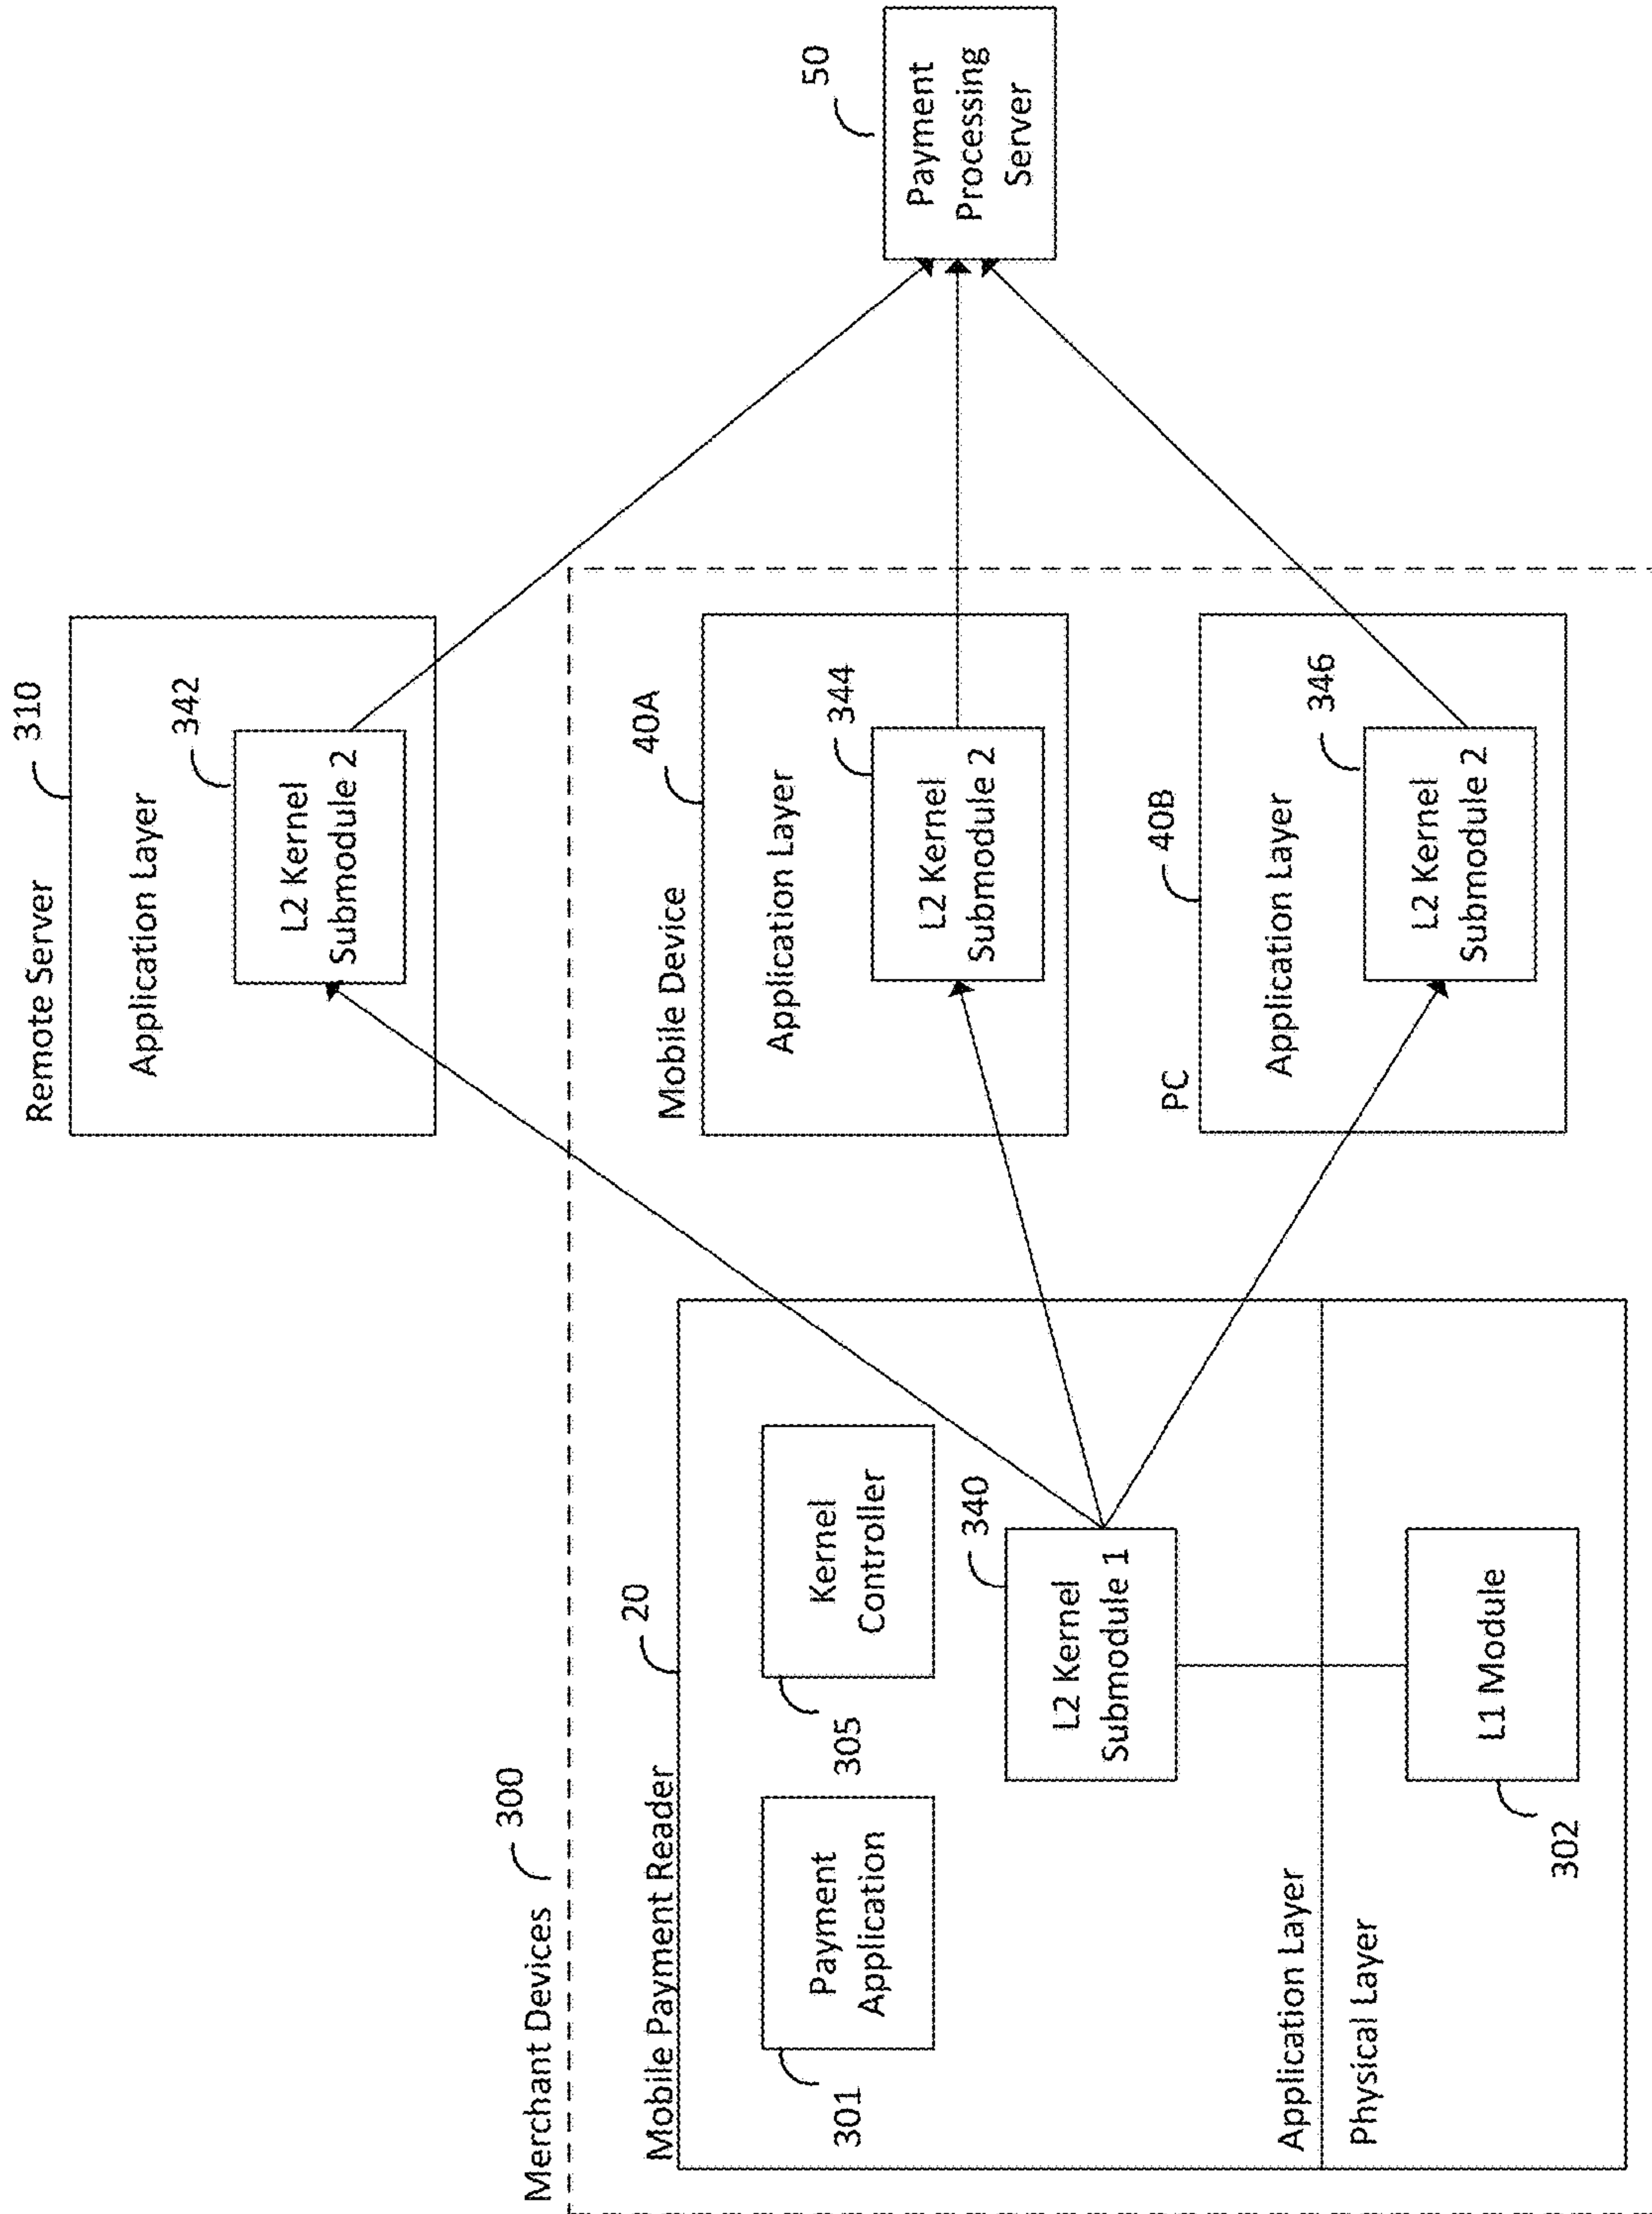 Merchant Devices
300
Mobile Payment Reader
20
Payment
Application
301
Kernel
Controller
305
L2 Kernel
Submodule 1
340
Application Layer
Physical Layer
L1 Module
302
Remote Server
310
Application Layer
342
L2 Kernel
Submodule 2
Mobile Device
40A
Application Layer
344
L2 Kernel
Submodule 2
PC
40B
Application Layer
346
L2 Kernel
Submodule 2
50
Payment
Processing
Server